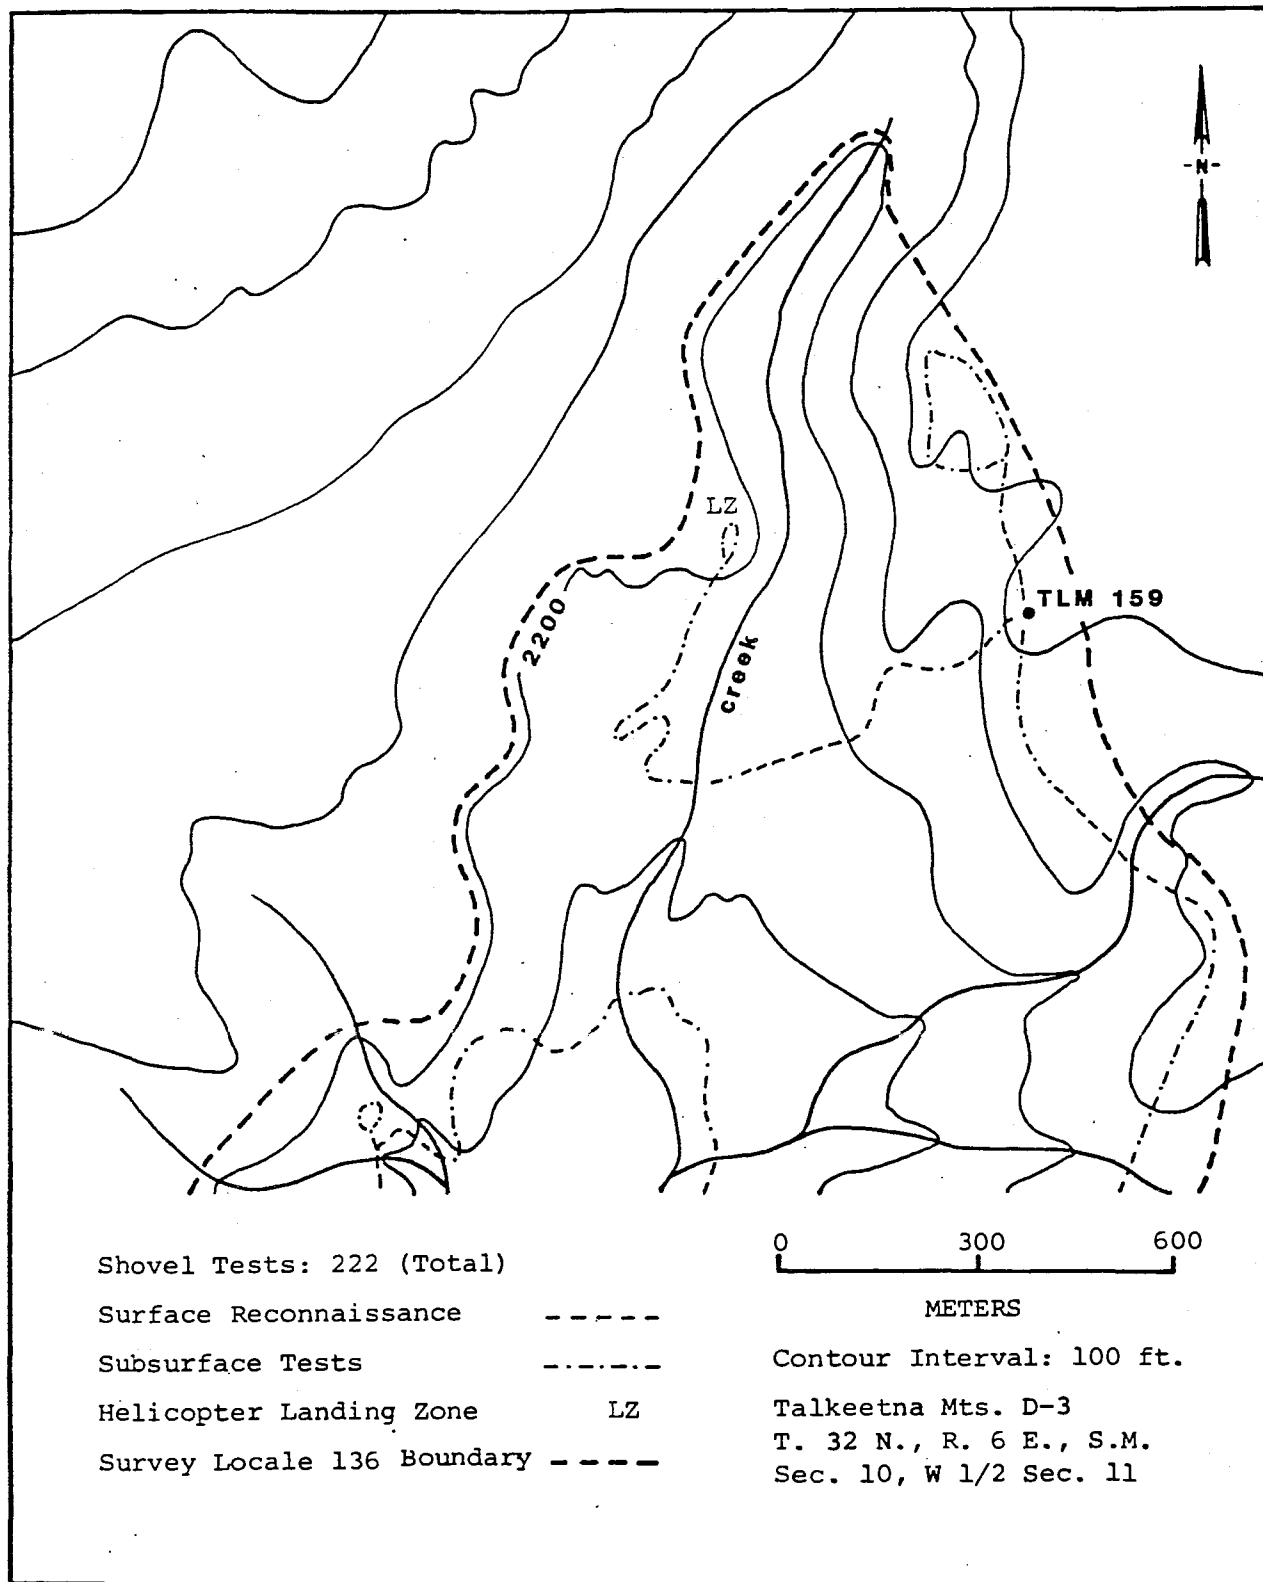 -N-
LZ
2200
creek
TLM 159
Shovel Tests: 222 (Total)
Surface Reconnaissance
Subsurface Tests
Helicopter Landing Zone LZ
Survey Locale 136 Boundary
0 300 600
METERS
Contour Interval: 100 ft.
Talkeetna Mts. D-3
T. 32 N., R. 6 E., S.M.
Sec. 10, W 1/2 Sec. 11